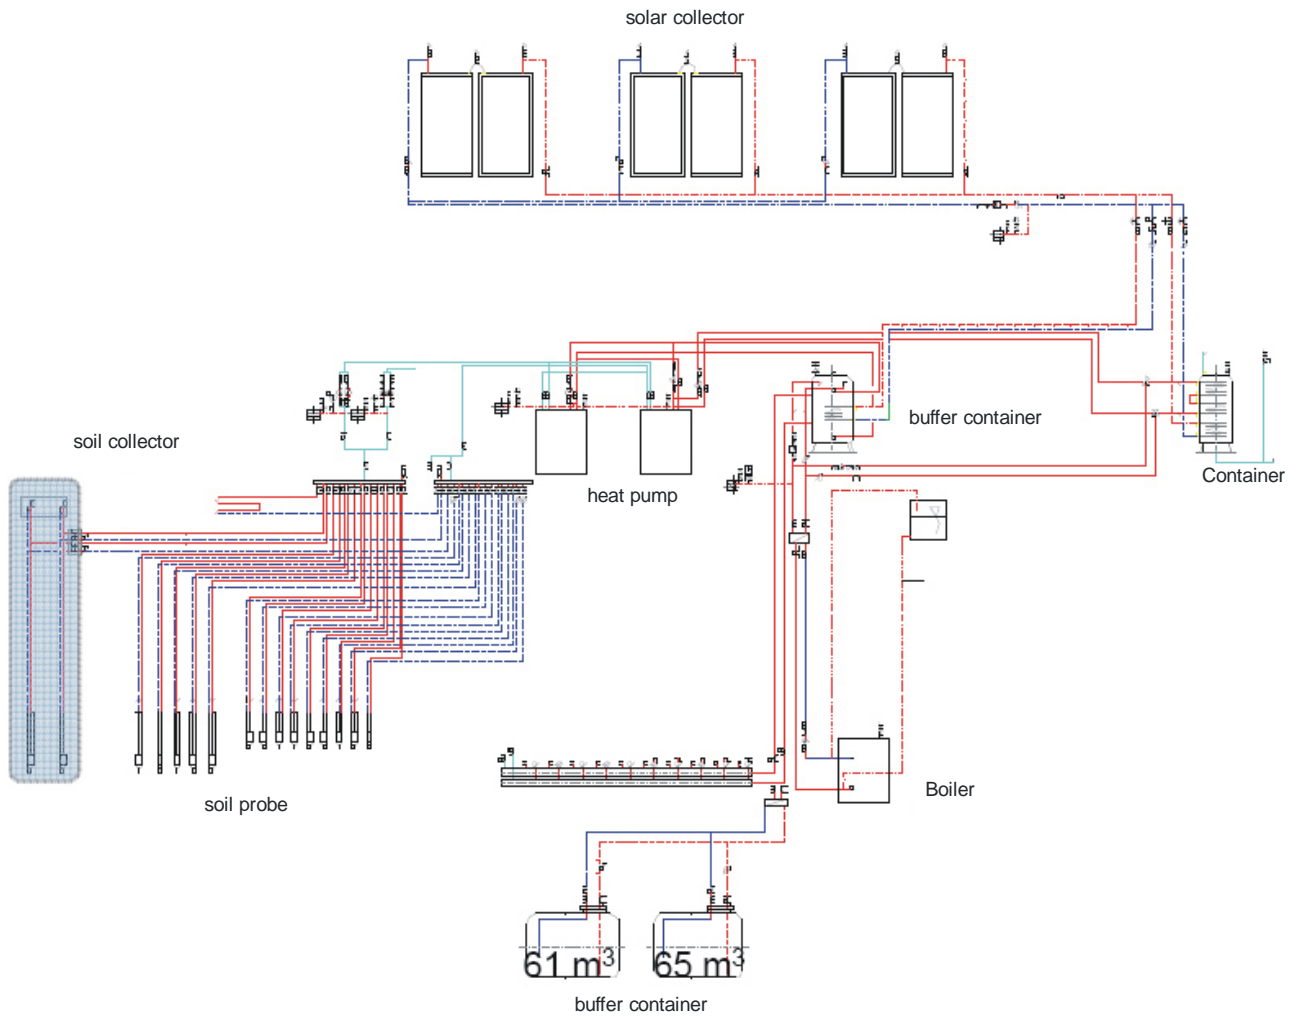 solar collector
soil collector
buffer container
heat pump
Container
soil probe
Boiler
61 m³
65 m³
buffer container